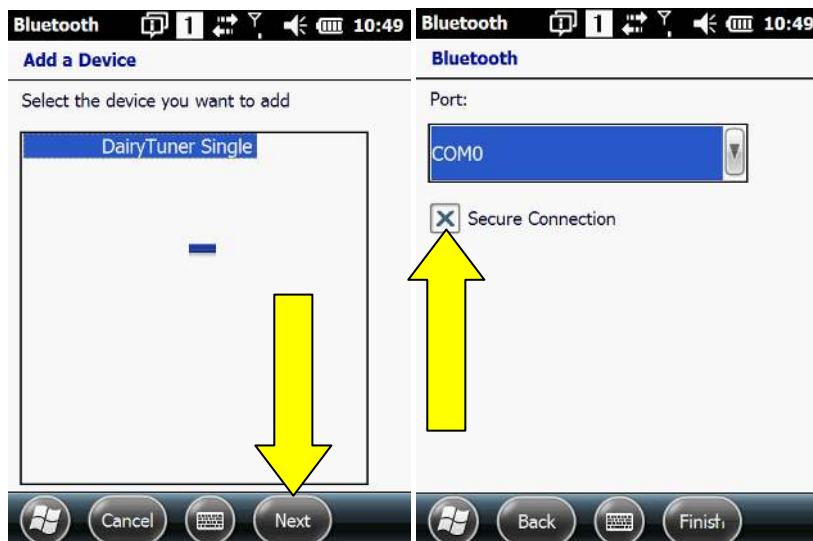 Bluetooth 1 10:49
Add a Device
Select the device you want to add
DairyTuner Single
Cancel Next
Bluetooth 1 10:49
Bluetooth
Port:
COM0
Secure Connection
Back Finish